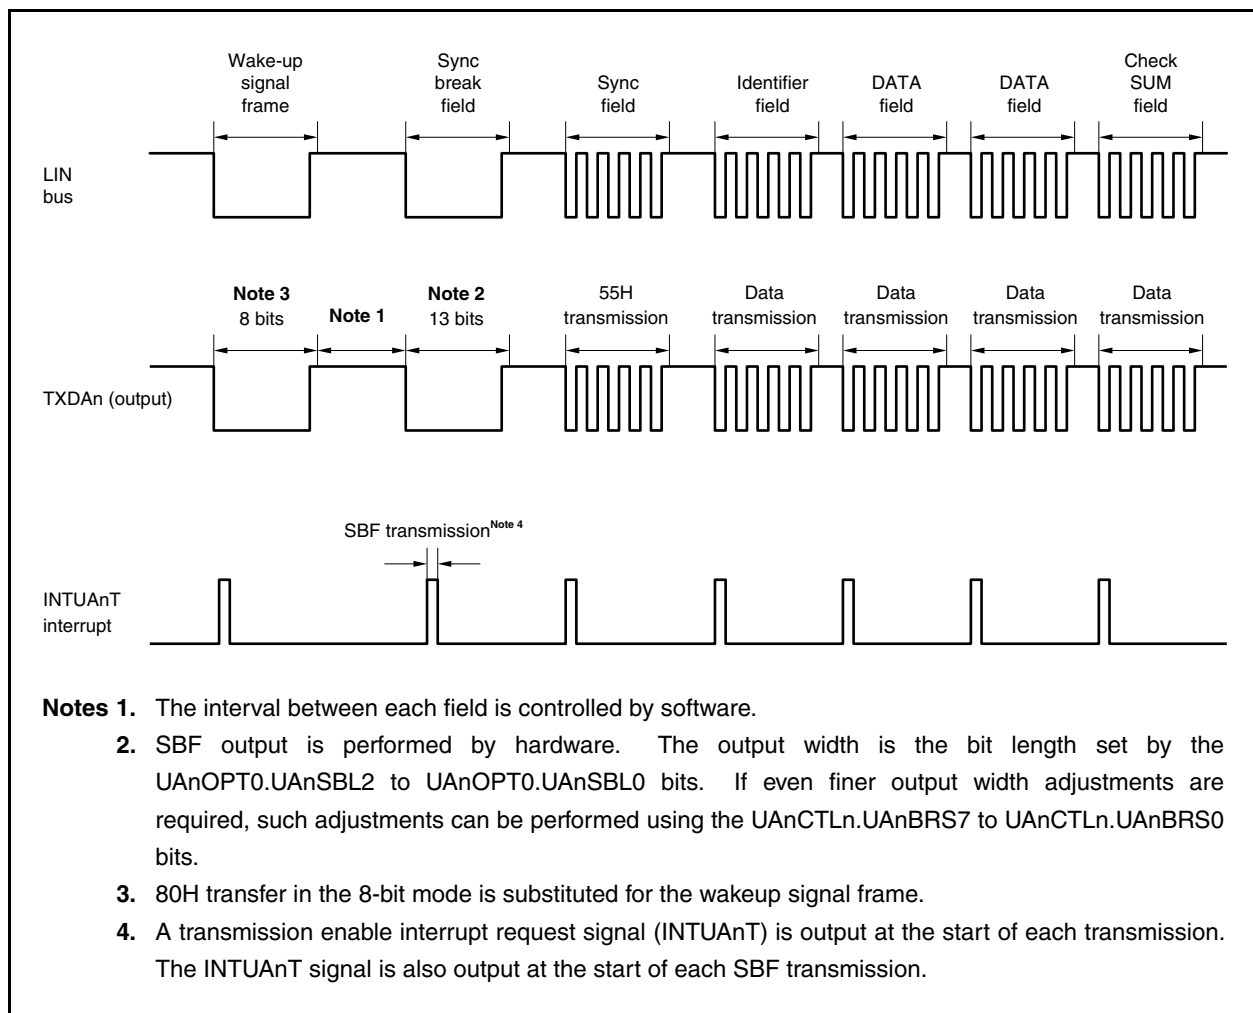 Wake-up
signal
frame
Sync
break
field
Sync
field
Identifier
field
DATA
field
DATA
field
Check
SUM
field
LIN
bus
Note 3
8 bits
Note 1
Note 2
13 bits
55H
transmission
Data
transmission
Data
transmission
Data
transmission
Data
transmission
TXDAn (output)
SBF transmission Note 4
INTUAnT
interrupt
Notes 1. The interval between each field is controlled by software.
2. SBF output is performed by hardware. The output width is the bit length set by the
UAnOPT0.UAnSBL2 to UAnOPT0.UAnSBL0 bits. If even finer output width adjustments are
required, such adjustments can be performed using the UAnCTLn.UAnBRS7 to UAnCTLn.UAnBRS0
bits.
3. 80H transfer in the 8-bit mode is substituted for the wakeup signal frame.
4. A transmission enable interrupt request signal (INTUAnT) is output at the start of each transmission.
The INTUAnT signal is also output at the start of each SBF transmission.